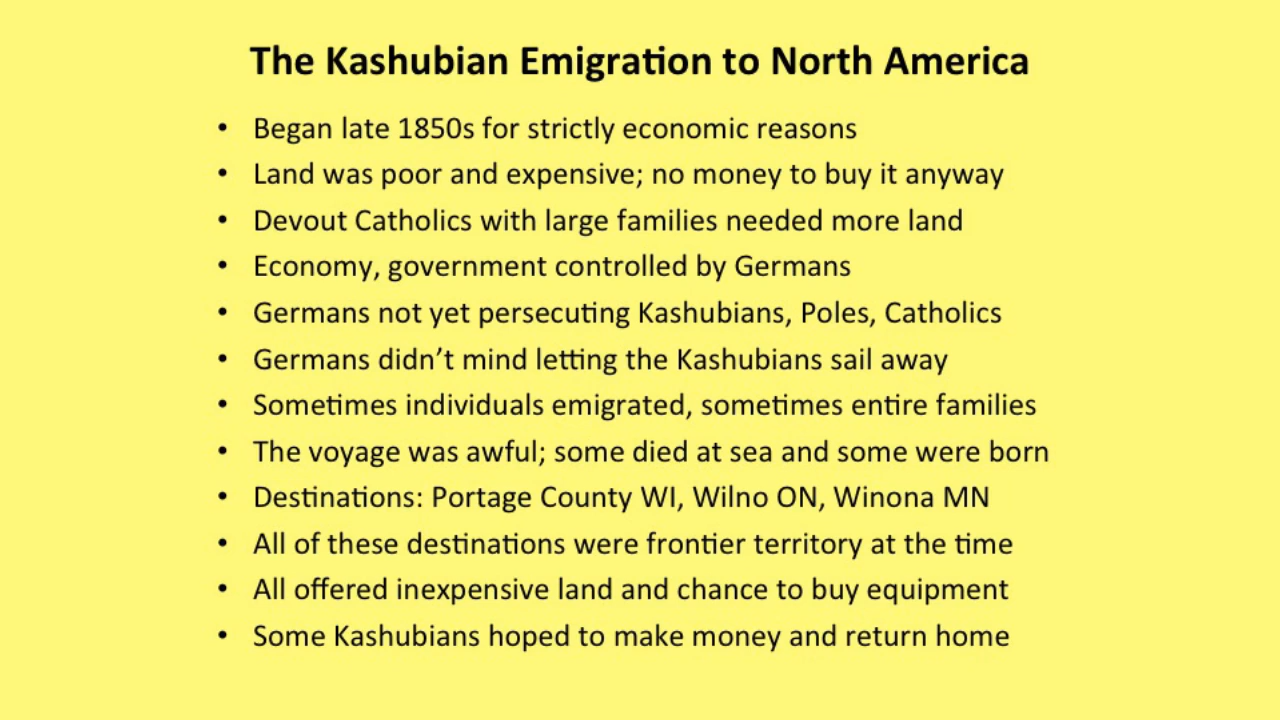 The Kashubian Emigration to North America
• Began late 1850s for strictly economic reasons
• Land was poor and expensive; no money to buy it anyway
• Devout Catholics with large families needed more land
• Economy, government controlled by Germans
• Germans not yet persecuting Kashubians, Poles, Catholics
• Germans didn’t mind letting the Kashubians sail away
• Sometimes individuals emigrated, sometimes entire families
• The voyage was awful; some died at sea and some were born
• Destinations: Portage County WI, Wilno ON, Winona MN
• All of these destinations were frontier territory at the time
• All offered inexpensive land and chance to buy equipment
• Some Kashubians hoped to make money and return home